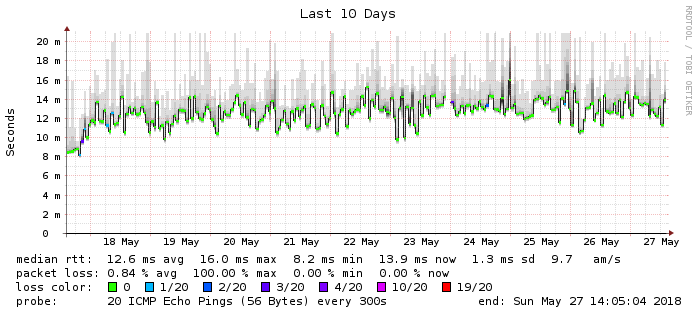 Last 10 Days
RRDTOOL / TOBI OETIKER
Seconds
20 m
18 m
16 m
14 m
12 m
10 m
8 m
6 m
4 m
2 m
0
18 May 19 May 20 May 21 May 22 May 23 May 24 May 25 May 26 May 27 May
median rtt: 12.6 ms avg 16.0 ms max 8.2 ms min 13.9 ms now 1.3 ms sd 9.7 am/s
packet loss: 0.84 % avg 100.00 % max 0.00 % min 0.00 % now
loss color: 0 1/20 2/20 3/20 4/20 10/20 19/20
probe: 20 ICMP Echo Pings (56 Bytes) every 300s end: Sun May 27 14:05:04 2018